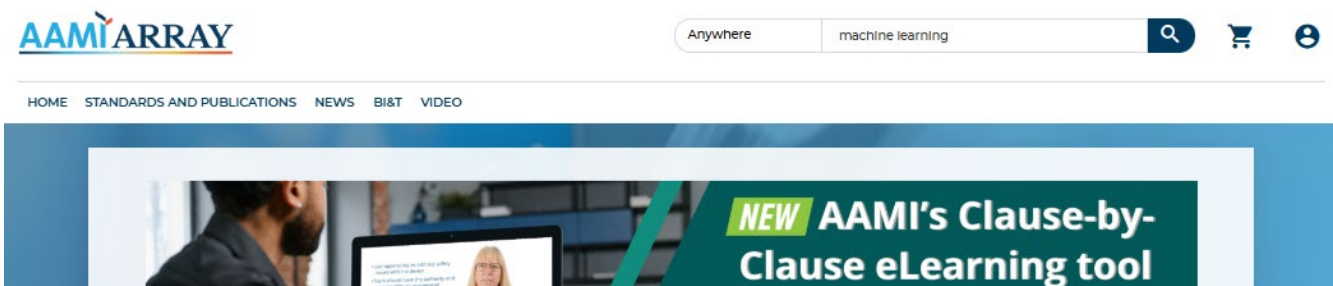 AAMI ARRAY
Anywhere
machine learning
HOME STANDARDS AND PUBLICATIONS NEWS BI&T VIDEO
NEW AAMI's Clause-by-
Clause eLearning tool